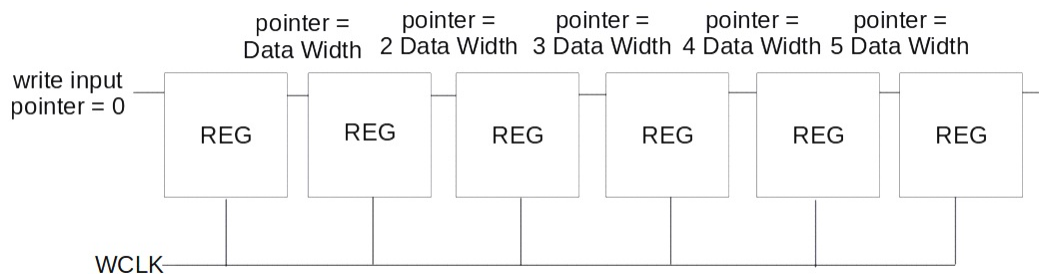 pointer =
Data Width
pointer =
2 Data Width
pointer =
3 Data Width
pointer =
4 Data Width
pointer =
5 Data Width
write input
pointer = 0
REG
REG
REG
REG
REG
REG
WCLK